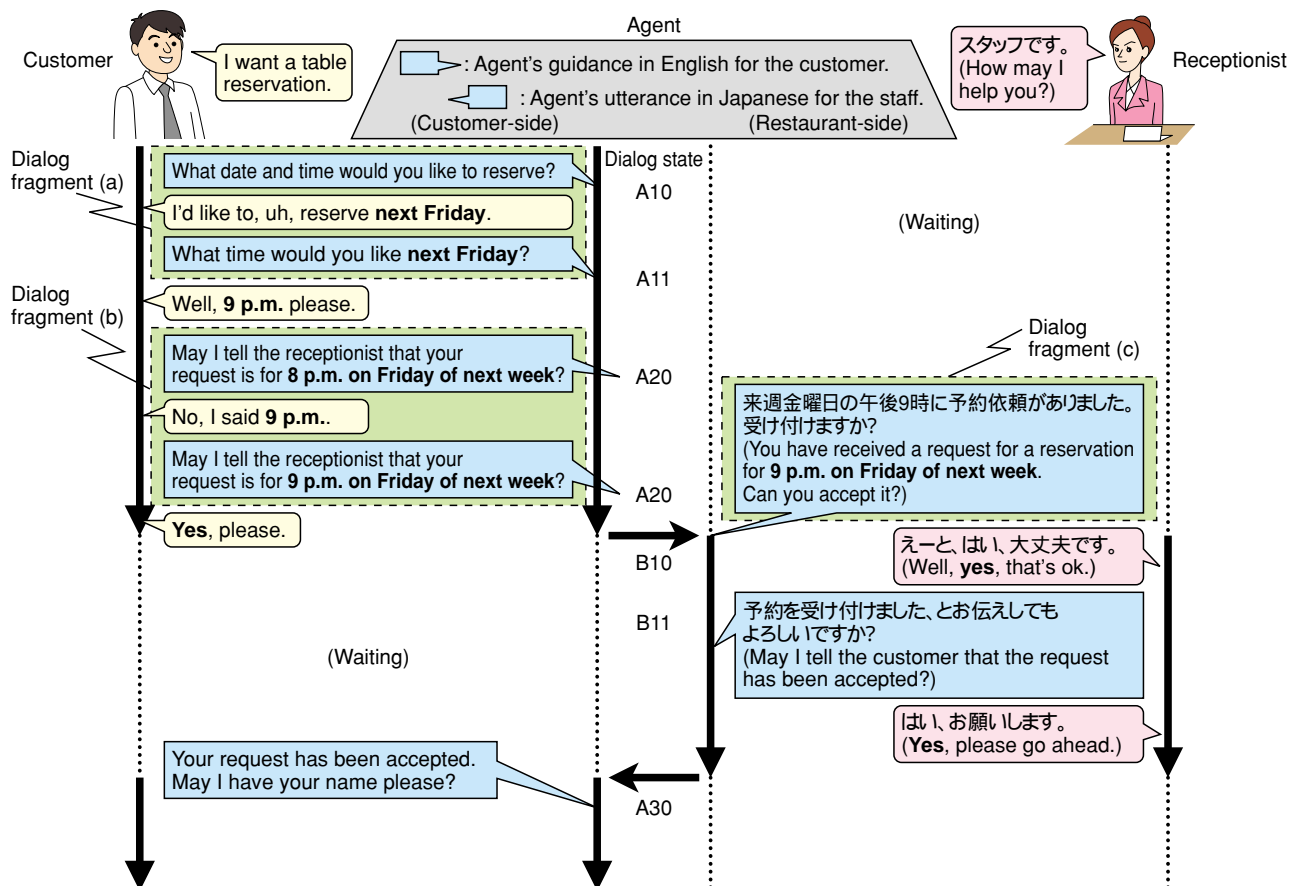 Agent
Customer
I want a table
reservation.
: Agent's guidance in English for the customer.
: Agent's utterance in Japanese for the staff.
(Customer-side)
(Restaurant-side)
スタッフです。
(How may I
help you?)
Receptionist
Dialog
fragment (a)
Dialog state
What date and time would you like to reserve?
A10
I'd like to, uh, reserve next Friday.
(Waiting)
What time would you like next Friday?
A11
Dialog
fragment (b)
Well, 9 p.m. please.
Dialog
fragment (c)
May I tell the receptionist that your
request is for 8 p.m. on Friday of next week?
A20
No, I said 9 p.m..
May I tell the receptionist that your
request is for 9 p.m. on Friday of next week?
A20
来週金曜日の午後9時に予約依頼がありました。
受け付けますか?
(You have received a request for a reservation
for 9 p.m. on Friday of next week.
Can you accept it?)
Yes, please.
B10
えーと、はい、大丈夫です。
(Well, yes, that's ok.)
B11
予約を受け付けました、とお伝えしても
よろしいですか?
(May I tell the customer that the request
has been accepted?)
(Waiting)
はい、お願いします。
(Yes, please go ahead.)
Your request has been accepted.
May I have your name please?
A30